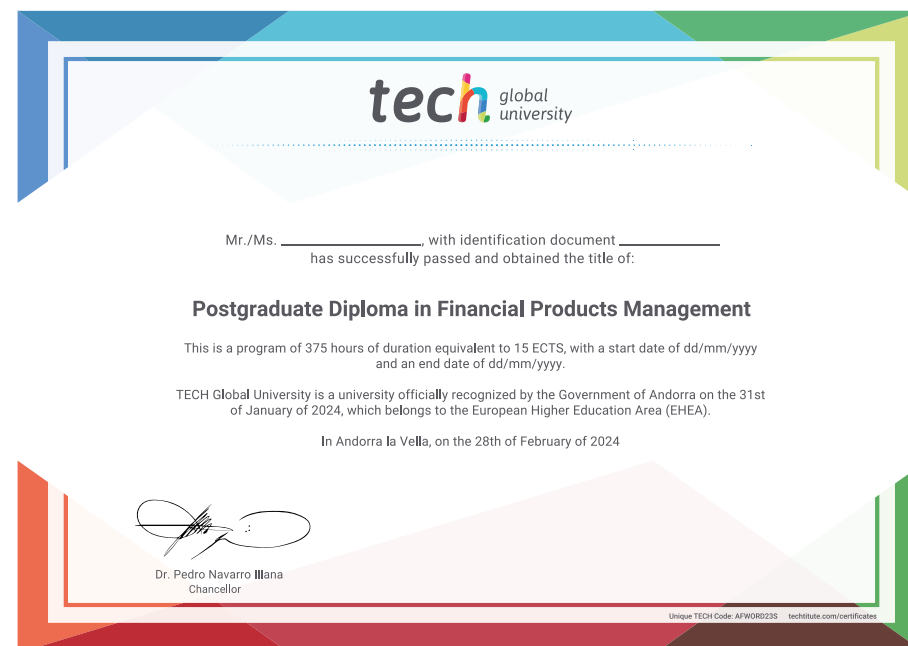 tech global university
Mr./Ms. ____________, with identification document ____________
has successfully passed and obtained the title of:
Postgraduate Diploma in Financial Products Management
This is a program of 375 hours of duration equivalent to 15 ECTS, with a start date of dd/mm/yyyy
and an end date of dd/mm/yyyy.
TECH Global University is a university officially recognized by the Government of Andorra on the 31st
of January of 2024, which belongs to the European Higher Education Area (EHEA).
In Andorra la Vella, on the 28th of February of 2024
Dr. Pedro Navarro Illana
Chancellor
Unique TECH Code: AFWORD23S techtitute.com/certificates